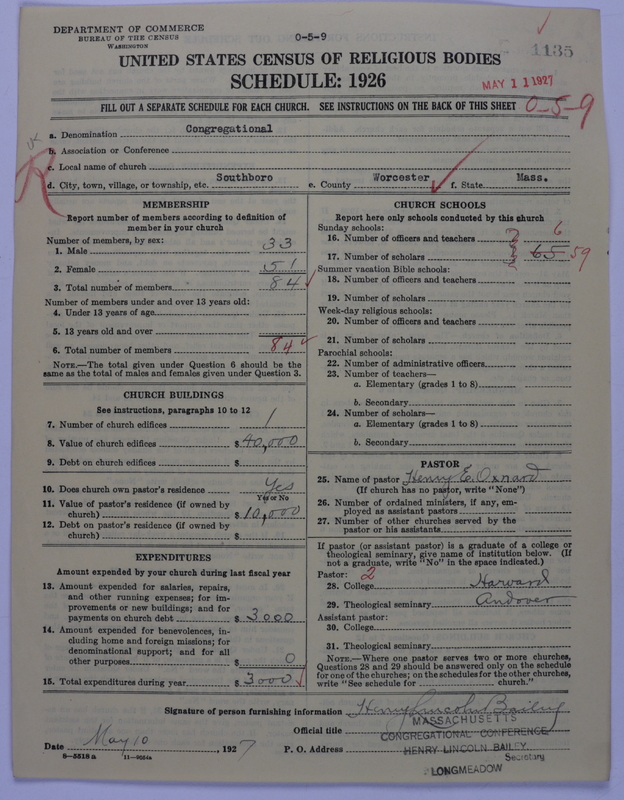 DEPARTMENT OF COMMERCE
BUREAU OF THE CENSUS
WASHINGTON
0-5-9
1135
UNITED STATES CENSUS OF RELIGIOUS BODIES
SCHEDULE: 1926
MAY 11 1927
FILL OUT A SEPARATE SCHEDULE FOR EACH CHURCH. SEE INSTRUCTIONS ON THE BACK OF THIS SHEET
0-5-9
a. Denomination Congregational
b. Association or Conference
c. Local name of church
d. City, town, village, or township, etc. Southboro e. County Worcester f. State Mass.
MEMBERSHIP
Report number of members according to definition of member in your church
Number of members, by sex:
1. Male 33
2. Female 51
3. Total number of members 84
Number of members under and over 13 years old:
4. Under 13 years of age
5. 13 years old and over
6. Total number of members 84
NOTE.—The total given under Question 6 should be the
same as the total of males and females given under Question 3.
CHURCH BUILDINGS
See instructions, paragraphs 10 to 12
7. Number of church edifices 1
8. Value of church edifices $40,000
9. Debt on church edifices $
10. Does church own pastor's residence Yes
Yes or No
11. Value of pastor's residence (if owned by
church) $10,000
12. Debt on pastor's residence (if owned by
church) $
EXPENDITURES
Amount expended by your church during last fiscal year
13. Amount expended for salaries, repairs,
and other running expenses; for im-
provements or new buildings; and for
payments on church debt $3000
14. Amount expended for benevolences, in-
cluding home and foreign missions; for
denominational support; and for all
other purposes $0
15. Total expenditures during year $3000
CHURCH SCHOOLS
Report here only schools conducted by this church
Sunday schools:
16. Number of officers and teachers 6
17. Number of scholars 65 59
Summer vacation Bible schools:
18. Number of officers and teachers
19. Number of scholars
Week-day religious schools:
20. Number of officers and teachers
21. Number of scholars
Parochial schools:
22. Number of administrative officers
23. Number of teachers—
a. Elementary (grades 1 to 8)
b. Secondary
24. Number of scholars—
a. Elementary (grades 1 to 8)
b. Secondary
PASTOR
25. Name of pastor Henry E. Oxnard
(If church has no pastor, write "None")
26. Number of ordained ministers, if any, em-
ployed as assistant pastors
27. Number of other churches served by the
pastor or his assistants
If pastor (or assistant pastor) is a graduate of a college or
theological seminary, give name of institution below. (If
not a graduate, write "No" in the space indicated.)
Pastor: 2
28. College Harvard
29. Theological seminary Andover
Assistant pastor:
30. College
31. Theological seminary
NOTE.—Where one pastor serves two or more churches,
Questions 28 and 29 should be answered only on the schedule
for one of the churches; on the schedules for the other churches,
write "See schedule for church."
Signature of person furnishing information Henry Lincoln Bailey
Official title MASSACHUSETTS
CONGREGATIONAL CONFERENCE
Date May 10, 1927 P. O. Address HENRY LINCOLN BAILEY
Secretary
8—5518 a 11—9054a
LONGMEADOW